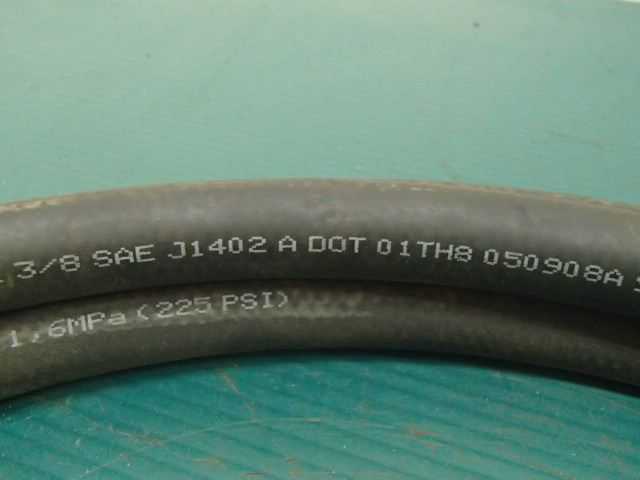 3/8 SAE J1402 A DOT 01TH8 050908A
1,6MPa (225 PSI)